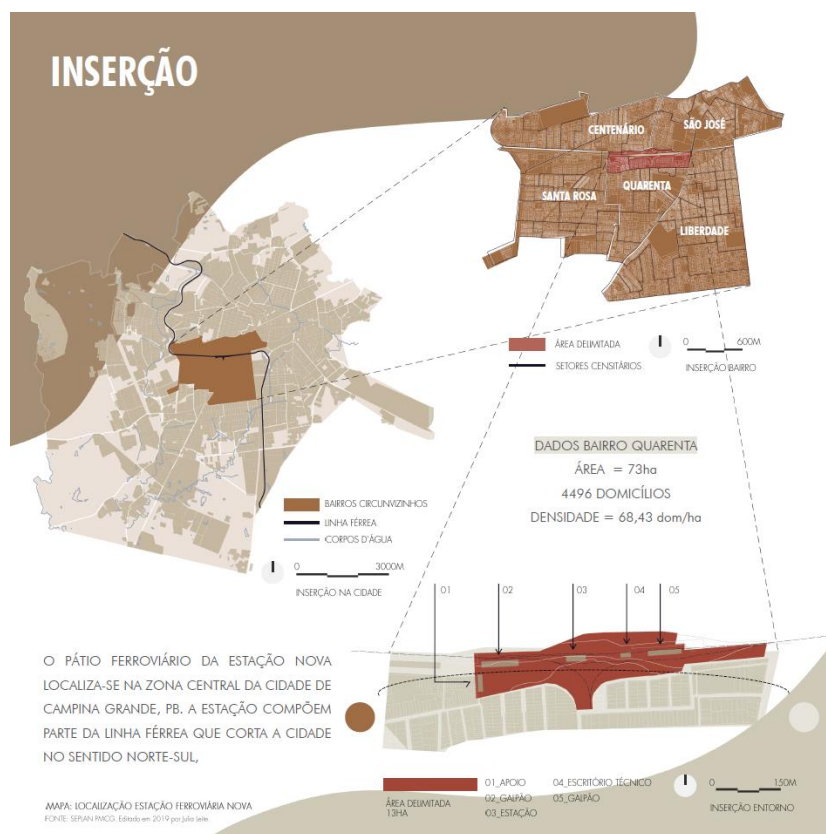 INSERÇÃO
CENTENÁRIO
SÃO JOSÉ
SANTA ROSA
QUARENTA
LIBERDADE
ÁREA DELIMITADA
SETORES CENSITÁRIOS
0 600M
INSERÇÃO BAIRRO
DADOS BAIRRO QUARENTA
ÁREA = 73ha
4496 DOMICÍLIOS
DENSIDADE = 68,43 dom/ha
BAIRROS CIRCUNVIZINHOS
LINHA FÉRREA
CORPOS D'ÁGUA
0 3000M
INSERÇÃO NA CIDADE
01 02 03 04 05
O PÁTIO FERROVIÁRIO DA ESTAÇÃO NOVA
LOCALIZA-SE NA ZONA CENTRAL DA CIDADE DE
CAMPINA GRANDE, PB. A ESTAÇÃO COMPÕEM
PARTE DA LINHA FÉRREA QUE CORTA A CIDADE
NO SENTIDO NORTE-SUL,
MAPA: LOCALIZAÇÃO ESTAÇÃO FERROVIÁRIA NOVA
FONTE: SEPLAN PMCG. Editado em 2019 por Julia Leite.
ÁREA DELIMITADA
13HA
01_APOIO
02_GALPÃO
03_ESTAÇÃO
04_ESCRITÓRIO TÉCNICO
05_GALPÃO
0 150M
INSERÇÃO ENTORNO